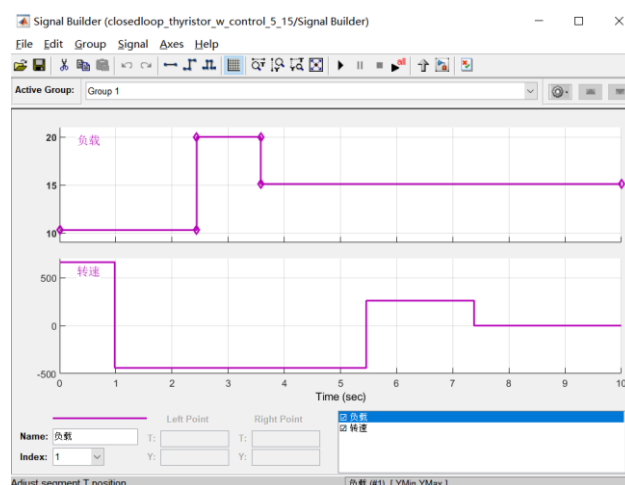 Signal Builder (closedloop_thyristor_w_control_5_15/Signal Builder)
File Edit Group Signal Axes Help
all
Active Group: Group 1
负载
20
15
10
转速
500
0
-500
0 1 2 3 4 5 6 7 8 9 10
Time (sec)
Left Point Right Point
Name: 负载 T: T:
Index: 1 Y: Y:
负载
转速
Adjust segment T position 负载 (#1) [ YMin YMax ]